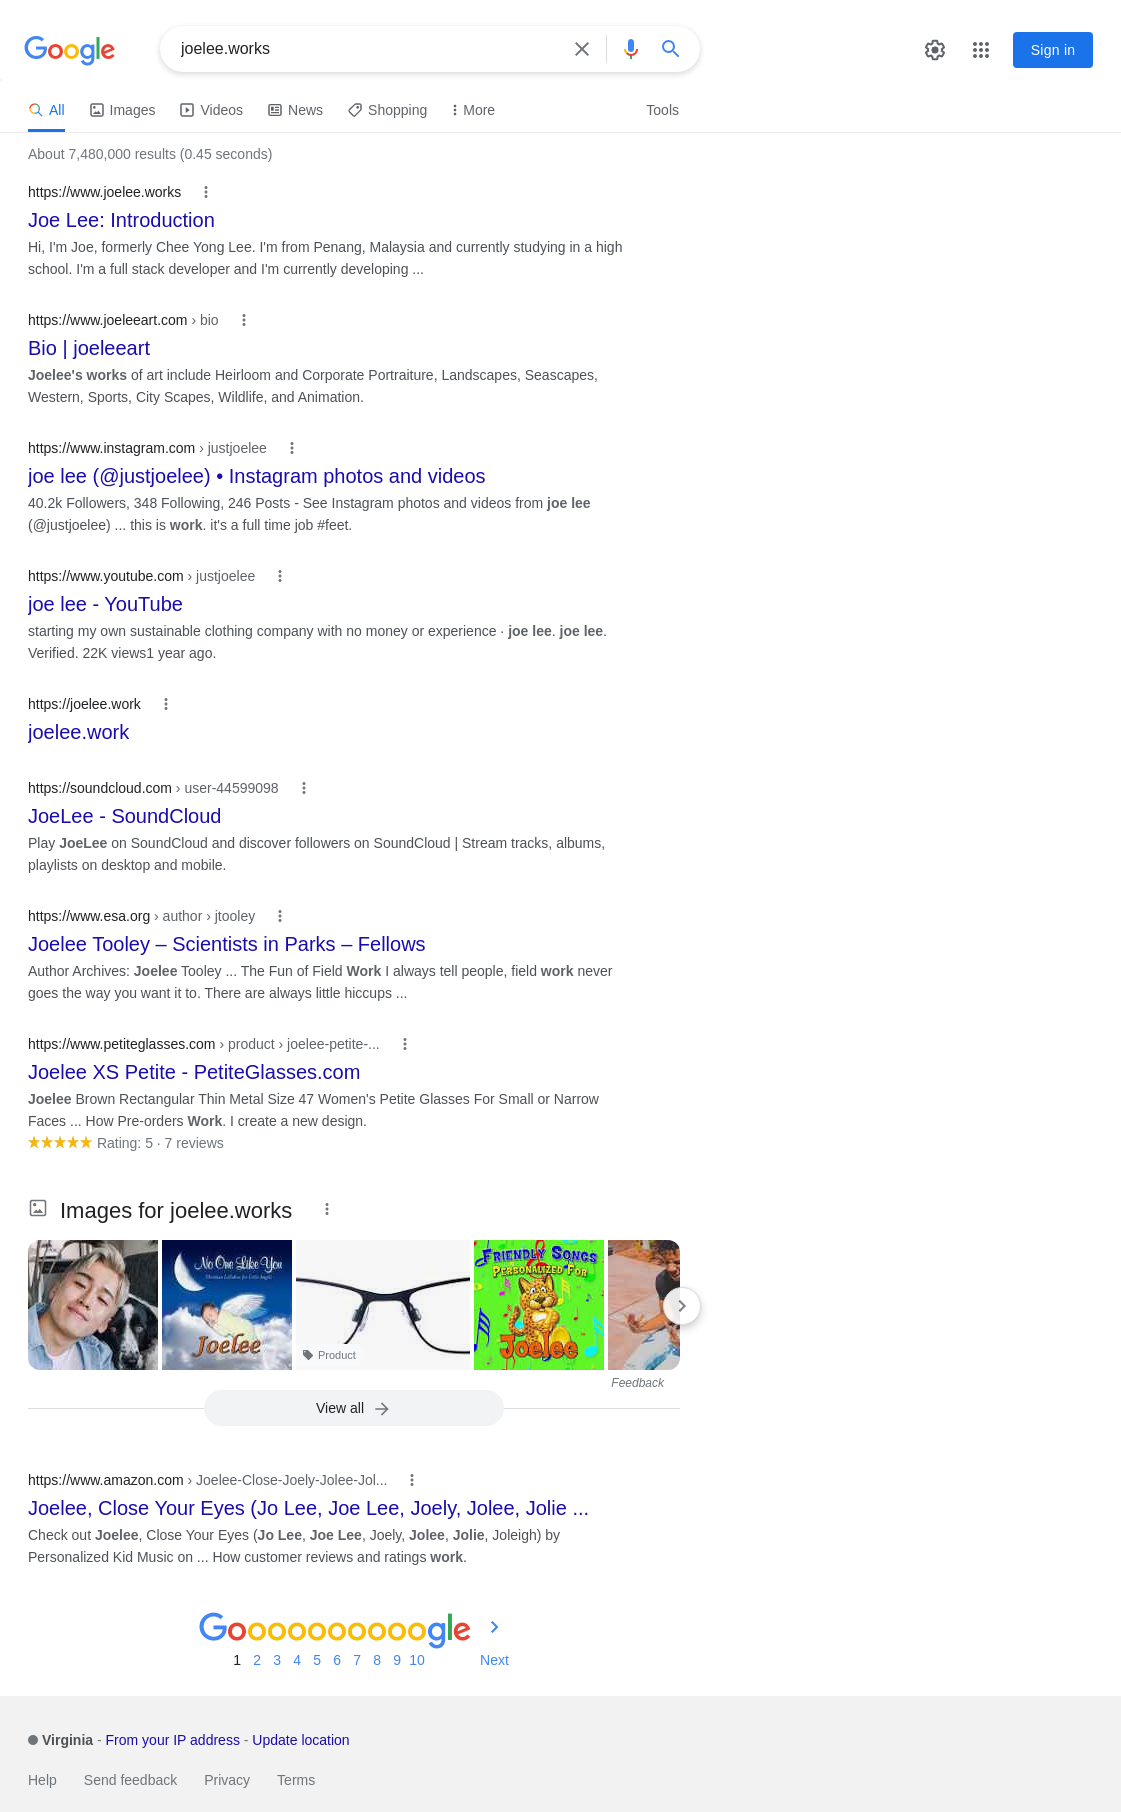 Google
joelee.works
Sign in
All Images Videos News Shopping More Tools
About 7,480,000 results (0.45 seconds)
https://www.joelee.works
Joe Lee: Introduction
Hi, I'm Joe, formerly Chee Yong Lee. I'm from Penang, Malaysia and currently studying in a high
school. I'm a full stack developer and I'm currently developing ...
https://www.joeleeart.com › bio
Bio | joeleeart
Joelee's works of art include Heirloom and Corporate Portraiture, Landscapes, Seascapes,
Western, Sports, City Scapes, Wildlife, and Animation.
https://www.instagram.com › justjoelee
joe lee (@justjoelee) • Instagram photos and videos
40.2k Followers, 348 Following, 246 Posts - See Instagram photos and videos from joe lee
(@justjoelee) ... this is work. it's a full time job #feet.
https://www.youtube.com › justjoelee
joe lee - YouTube
starting my own sustainable clothing company with no money or experience · joe lee. joe lee.
Verified. 22K views1 year ago.
https://joelee.work
joelee.work
https://soundcloud.com › user-44599098
JoeLee - SoundCloud
Play JoeLee on SoundCloud and discover followers on SoundCloud | Stream tracks, albums,
playlists on desktop and mobile.
https://www.esa.org › author › jtooley
Joelee Tooley – Scientists in Parks – Fellows
Author Archives: Joelee Tooley ... The Fun of Field Work I always tell people, field work never
goes the way you want it to. There are always little hiccups ...
https://www.petiteglasses.com › product › joelee-petite-...
Joelee XS Petite - PetiteGlasses.com
Joelee Brown Rectangular Thin Metal Size 47 Women's Petite Glasses For Small or Narrow
Faces ... How Pre-orders Work. I create a new design.
Rating: 5 · 7 reviews
Images for joelee.works
No One Like You
Joelee
Product
FRIENDLY SONGS
PERSONALIZED FOR
Joelee
Feedback
View all
https://www.amazon.com › Joelee-Close-Joely-Jolee-Jol...
Joelee, Close Your Eyes (Jo Lee, Joe Lee, Joely, Jolee, Jolie ...
Check out Joelee, Close Your Eyes (Jo Lee, Joe Lee, Joely, Jolee, Jolie, Joleigh) by
Personalized Kid Music on ... How customer reviews and ratings work.
Goooooooooogle
1 2 3 4 5 6 7 8 9 10 Next
Virginia - From your IP address - Update location
Help Send feedback Privacy Terms